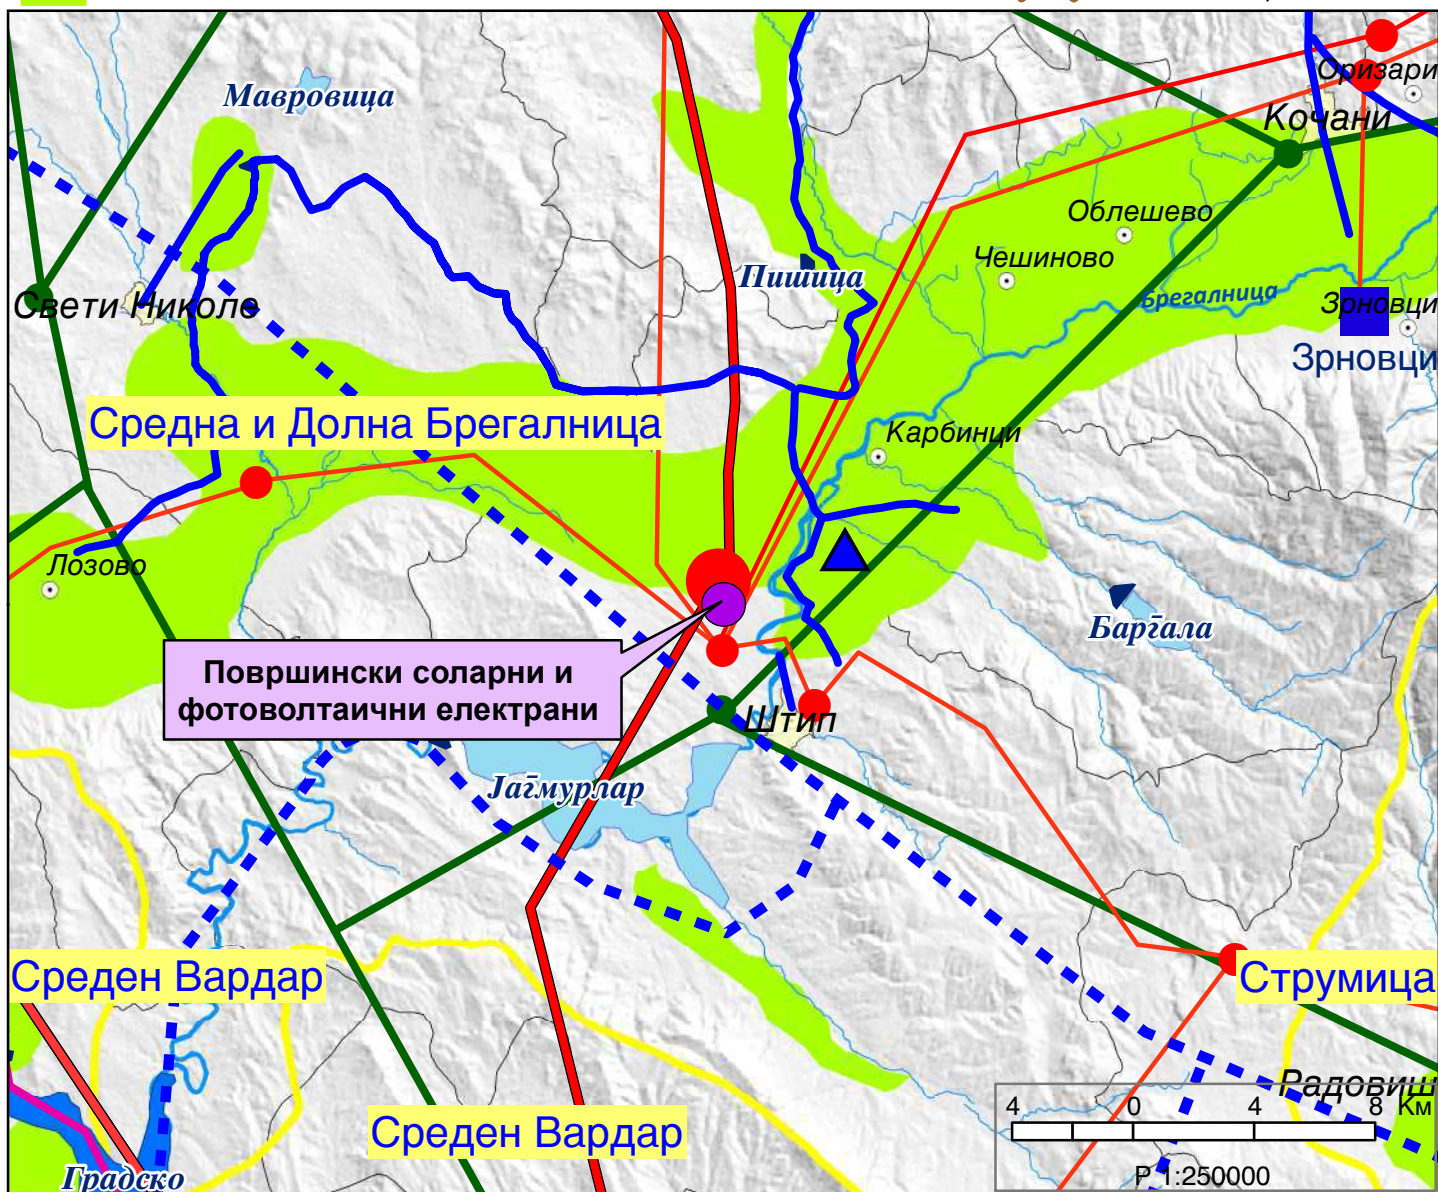 Мавровица
Оризари
Кочани
Облешево
Чешиново
Пишица
Брегалница
Свети Николе
Зрновци
Зрновци
Средна и Долна Брегалница
Карбинци
Лозово
Баргала
Површински соларни и
фотоволтаични електрани
Штип
Јагмурлар
Среден Вардар
Струмица
Радовиш
4 0 4 8 Км
Среден Вардар
Р 1:250000
Градско